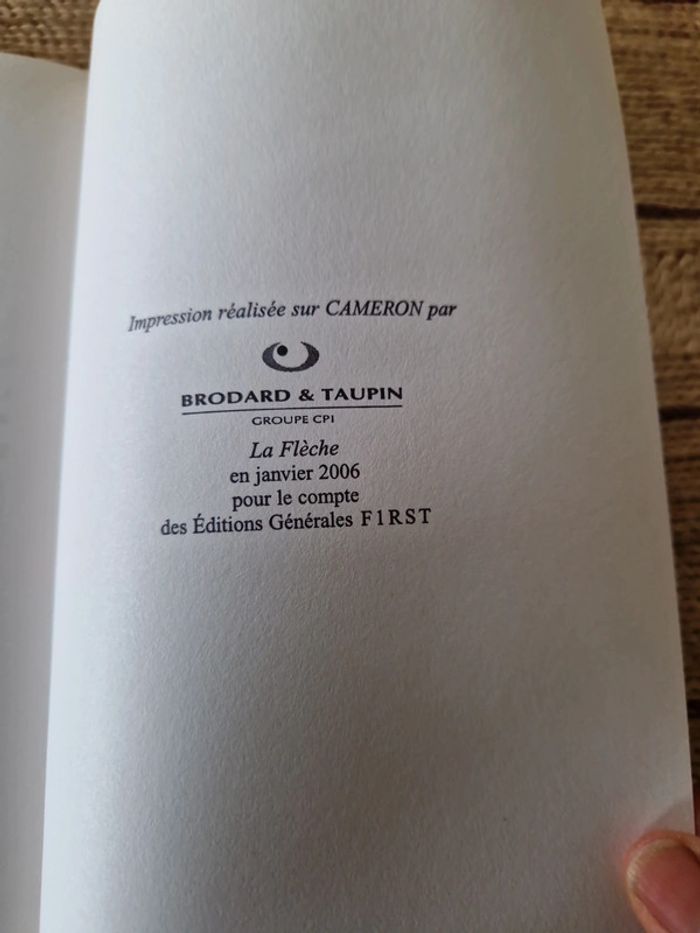 Impression réalisée sur CAMERON par
BRODARD & TAUPIN
GROUPE CPI
La Flèche
en janvier 2006
pour le compte
des Éditions Générales F1RST